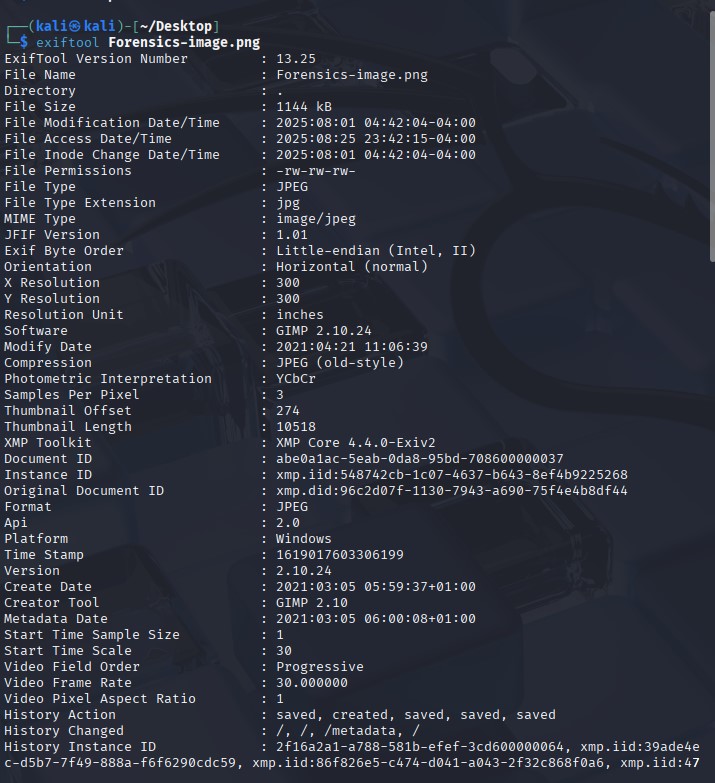 ┌──(kali㉿kali)-[~/Desktop]
└─$ exiftool Forensics-image.png
ExifTool Version Number : 13.25
File Name : Forensics-image.png
Directory : .
File Size : 1144 kB
File Modification Date/Time : 2025:08:01 04:42:04-04:00
File Access Date/Time : 2025:08:25 23:42:15-04:00
File Inode Change Date/Time : 2025:08:01 04:42:04-04:00
File Permissions : -rw-rw-rw-
File Type : JPEG
File Type Extension : jpg
MIME Type : image/jpeg
JFIF Version : 1.01
Exif Byte Order : Little-endian (Intel, II)
Orientation : Horizontal (normal)
X Resolution : 300
Y Resolution : 300
Resolution Unit : inches
Software : GIMP 2.10.24
Modify Date : 2021:04:21 11:06:39
Compression : JPEG (old-style)
Photometric Interpretation : YCbCr
Samples Per Pixel : 3
Thumbnail Offset : 274
Thumbnail Length : 10518
XMP Toolkit : XMP Core 4.4.0-Exiv2
Document ID : abe0a1ac-5eab-0da8-95bd-708600000037
Instance ID : xmp.iid:548742cb-1c07-4637-b643-8ef4b9225268
Original Document ID : xmp.did:96c2d07f-1130-7943-a690-75f4e4b8df44
Format : JPEG
Api : 2.0
Platform : Windows
Time Stamp : 1619017603306199
Version : 2.10.24
Create Date : 2021:03:05 05:59:37+01:00
Creator Tool : GIMP 2.10
Metadata Date : 2021:03:05 06:00:08+01:00
Start Time Sample Size : 1
Start Time Scale : 30
Video Field Order : Progressive
Video Frame Rate : 30.000000
Video Pixel Aspect Ratio : 1
History Action : saved, created, saved, saved, saved
History Changed : /, /, /metadata, /
History Instance ID : 2f16a2a1-a788-581b-efef-3cd600000064, xmp.iid:39ade4e
c-d5b7-7f49-888a-f6f6290cdc59, xmp.iid:86f826e5-c474-d041-a043-2f32c868f0a6, xmp.iid:47